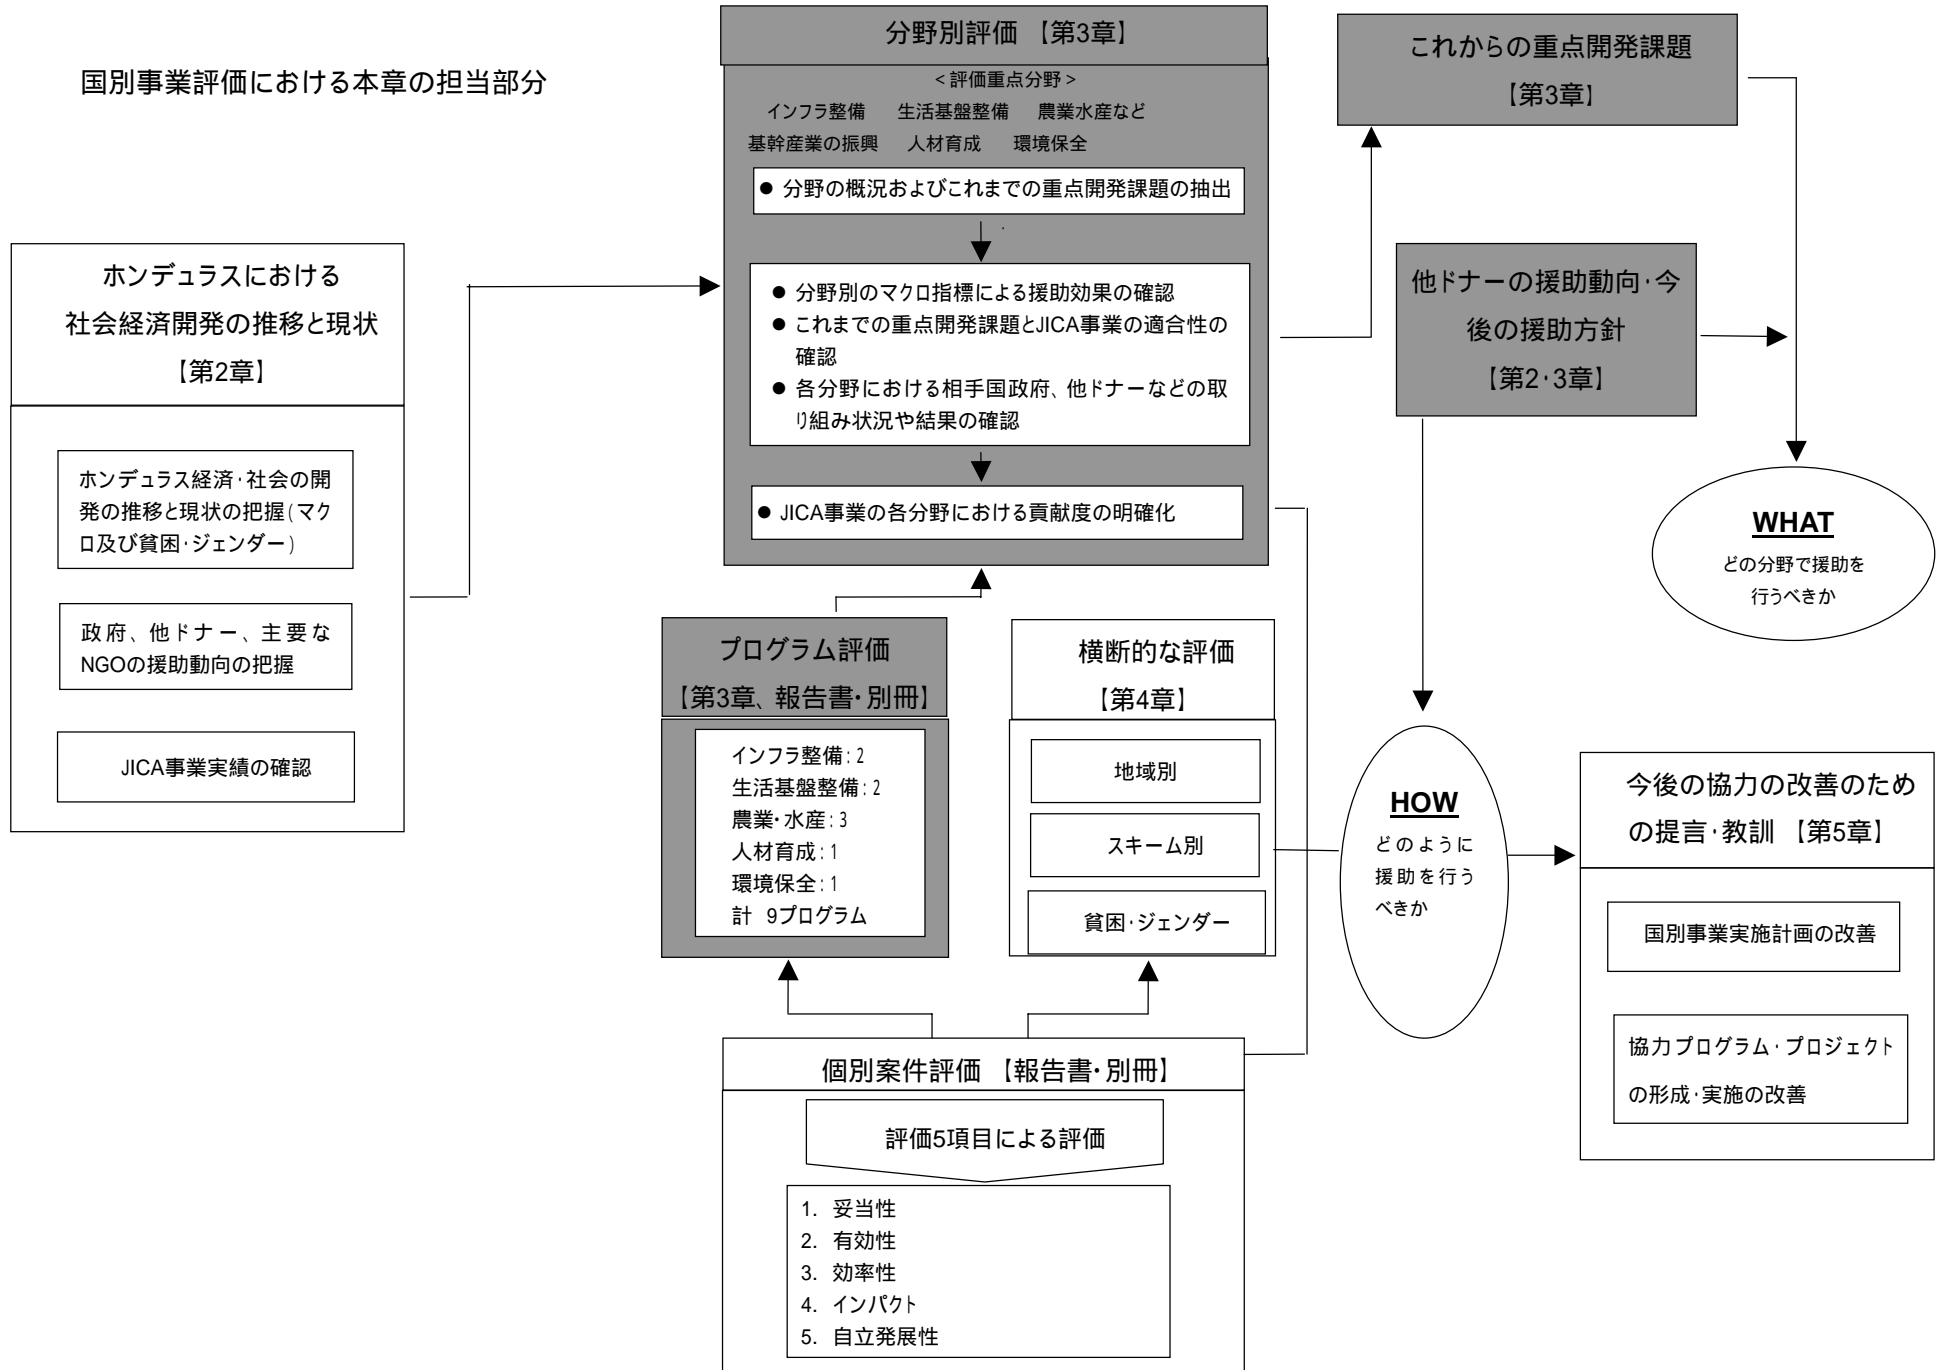 国別事業評価における本章の担当部分
分野別評価 【第3章】
<評価重点分野>
インフラ整備 生活基盤整備 農業水産など
基幹産業の振興 人材育成 環境保全
● 分野の概況およびこれまでの重点開発課題の抽出
● 分野別のマクロ指標による援助効果の確認
● これまでの重点開発課題とJICA事業の適合性の
確認
● 各分野における相手国政府、他ドナーなどの取
り組み状況や結果の確認
● JICA事業の各分野における貢献度の明確化
これからの重点開発課題
【第3章】
他ドナーの援助動向・今
後の援助方針
【第2・3章】
ホンデュラスにおける
社会経済開発の推移と現状
【第2章】
ホンデュラス経済・社会の開
発の推移と現状の把握(マク
ロ及び貧困・ジェンダー)
政府、他ドナー、主要な
NGOの援助動向の把握
JICA事業実績の確認
WHAT
どの分野で援助を
行うべきか
プログラム評価
【第3章、報告書・別冊】
インフラ整備:2
生活基盤整備:2
農業・水産:3
人材育成:1
環境保全:1
計 9プログラム
横断的な評価
【第4章】
地域別
スキーム別
貧困・ジェンダー
HOW
どのように
援助を行う
べきか
今後の協力の改善のため
の提言・教訓 【第5章】
国別事業実施計画の改善
協力プログラム・プロジェクト
の形成・実施の改善
個別案件評価 【報告書・別冊】
評価5項目による評価
1. 妥当性
2. 有効性
3. 効率性
4. インパクト
5. 自立発展性